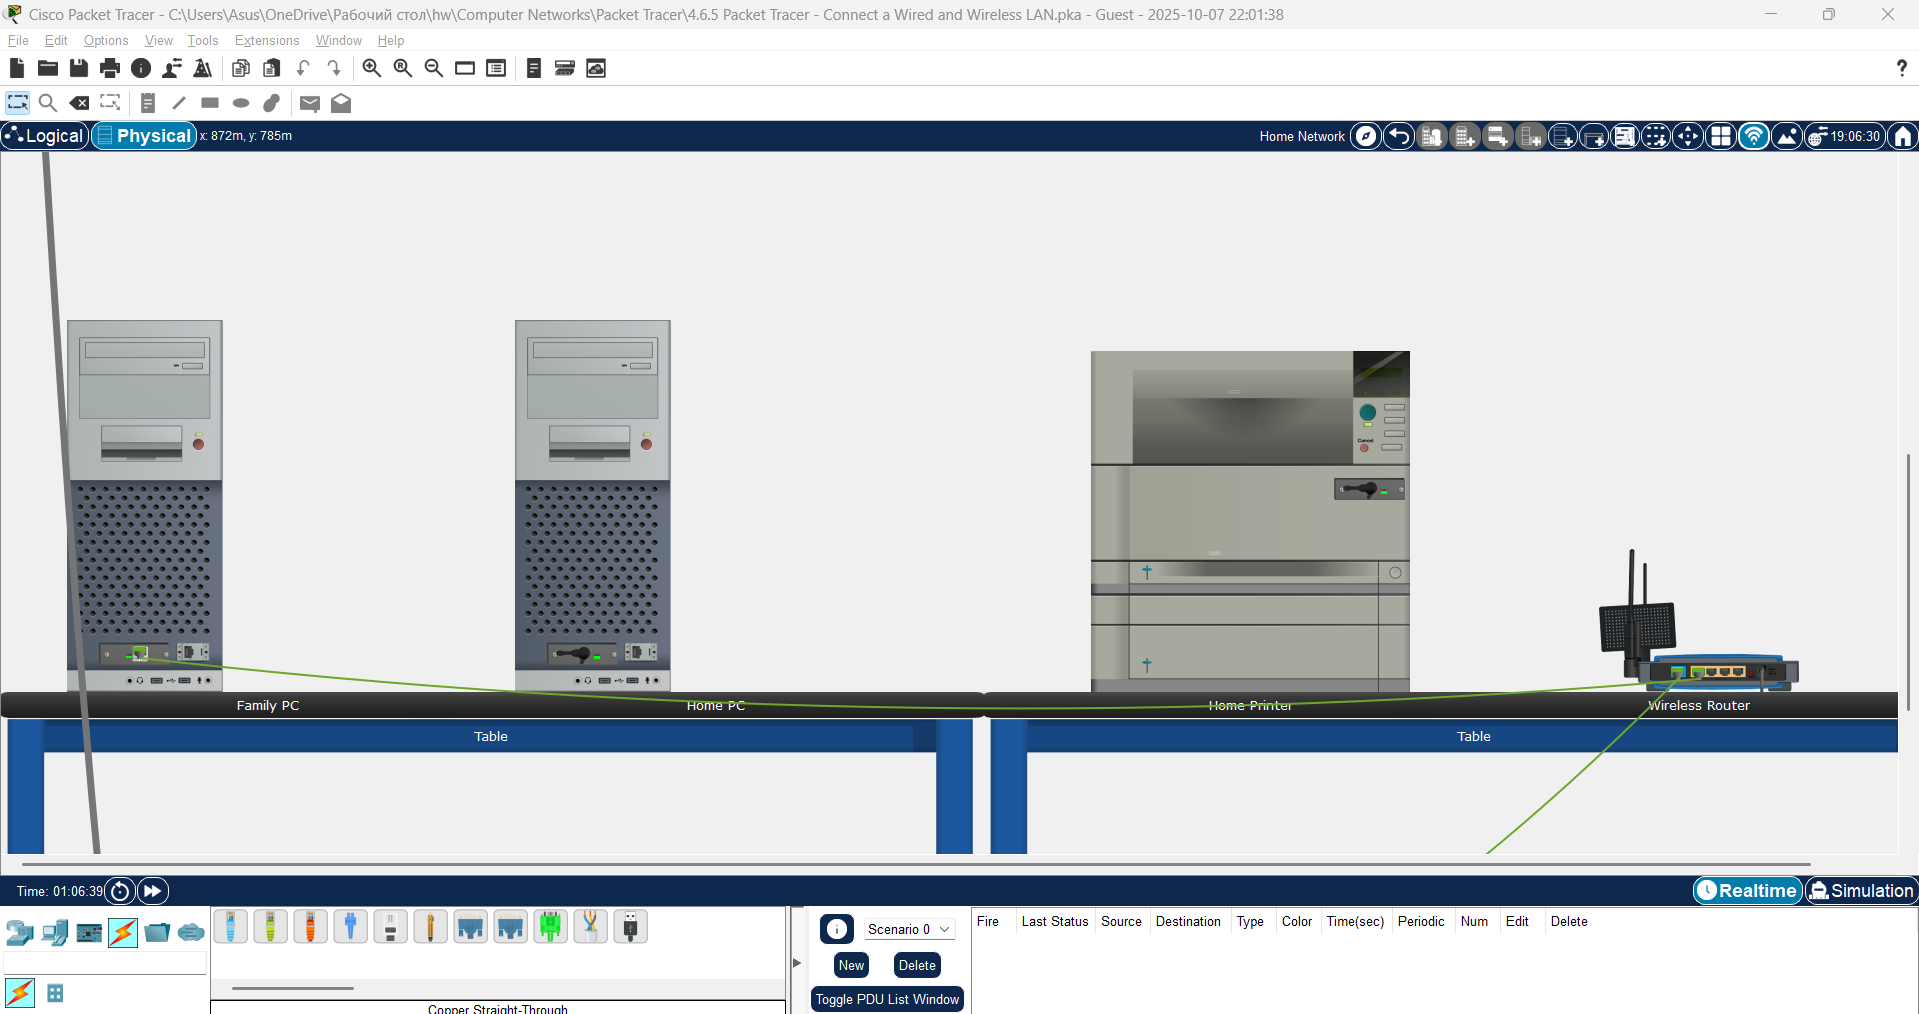 Cisco Packet Tracer - C:\Users\Asus\OneDrive\Рабочий стол\hw\Computer Networks\Packet Tracer\4.6.5 Packet Tracer - Connect a Wired and Wireless LAN.pka - Guest - 2025-10-07 22:01:38
File Edit Options View Tools Extensions Window Help
?
Logical Physical x: 872m, y: 785m Home Network 19:06:30
Cancel
Family PC Home PC Home Printer Wireless Router
Table Table
Time: 01:06:39 Realtime Simulation
Scenario 0 Fire Last Status Source Destination Type Color Time(sec) Periodic Num Edit Delete
New Delete
Toggle PDU List Window
Copper Straight-Through